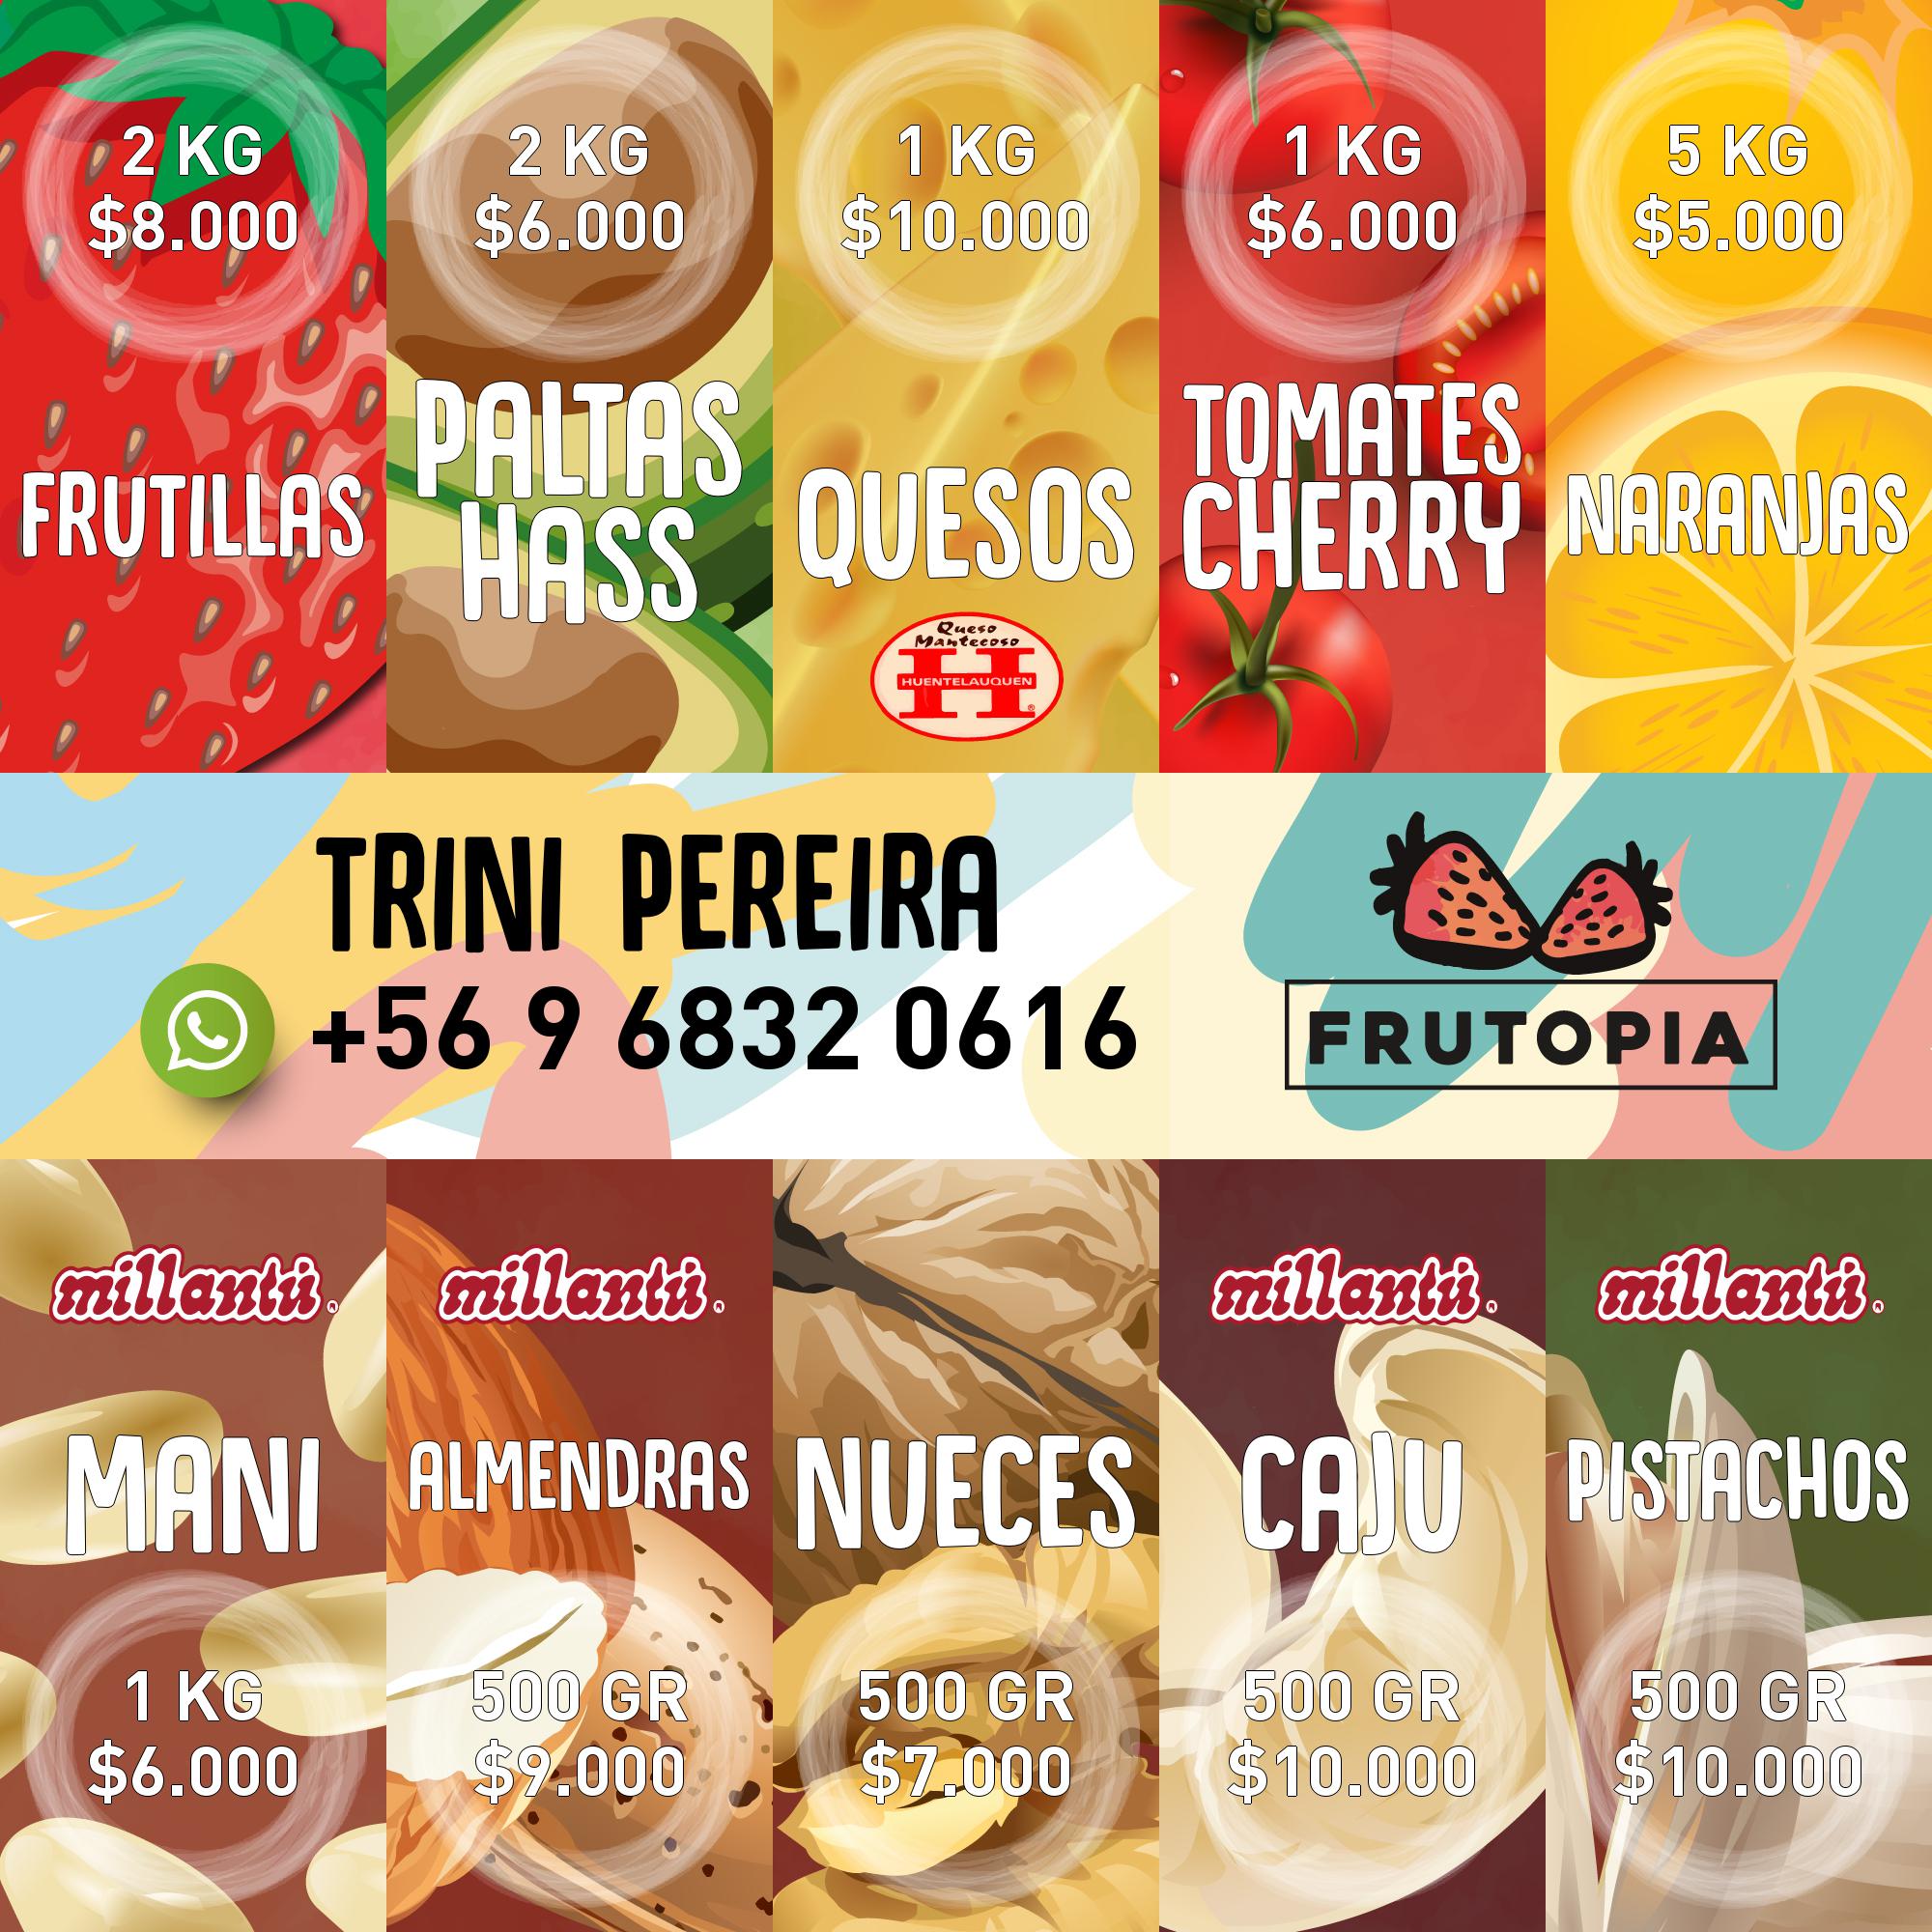 2 KG
$8.000
FRUTILLAS
2 KG
$6.000
PALTAS
HASS
1 KG
$10.000
QUESOS
Queso
Mantecoso
H
HUENTELAUQUEN
®
1 KG
$6.000
TOMATES
CHERRY
5 KG
$5.000
NARANJAS
TRINI PEREIRA
+56 9 6832 0616
FRUTOPIA
millantú®
MANI
1 KG
$6.000
millantú®
ALMENDRAS
500 GR
$9.000
NUECES
500 GR
$7.000
millantú®
CAJU
500 GR
$10.000
millantú®
PISTACHOS
500 GR
$10.000